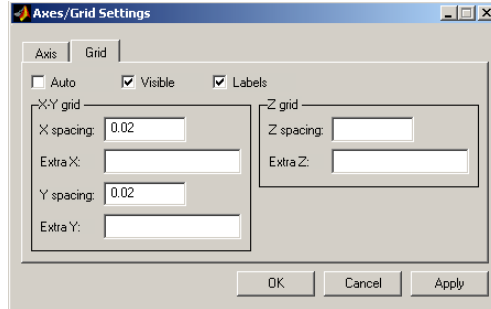 Axes/Grid Settings
Axis Grid
Auto Visible Labels
X-Y grid
X spacing: 0.02
Extra X:
Y spacing: 0.02
Extra Y:
Z grid
Z spacing:
Extra Z:
OK Cancel Apply